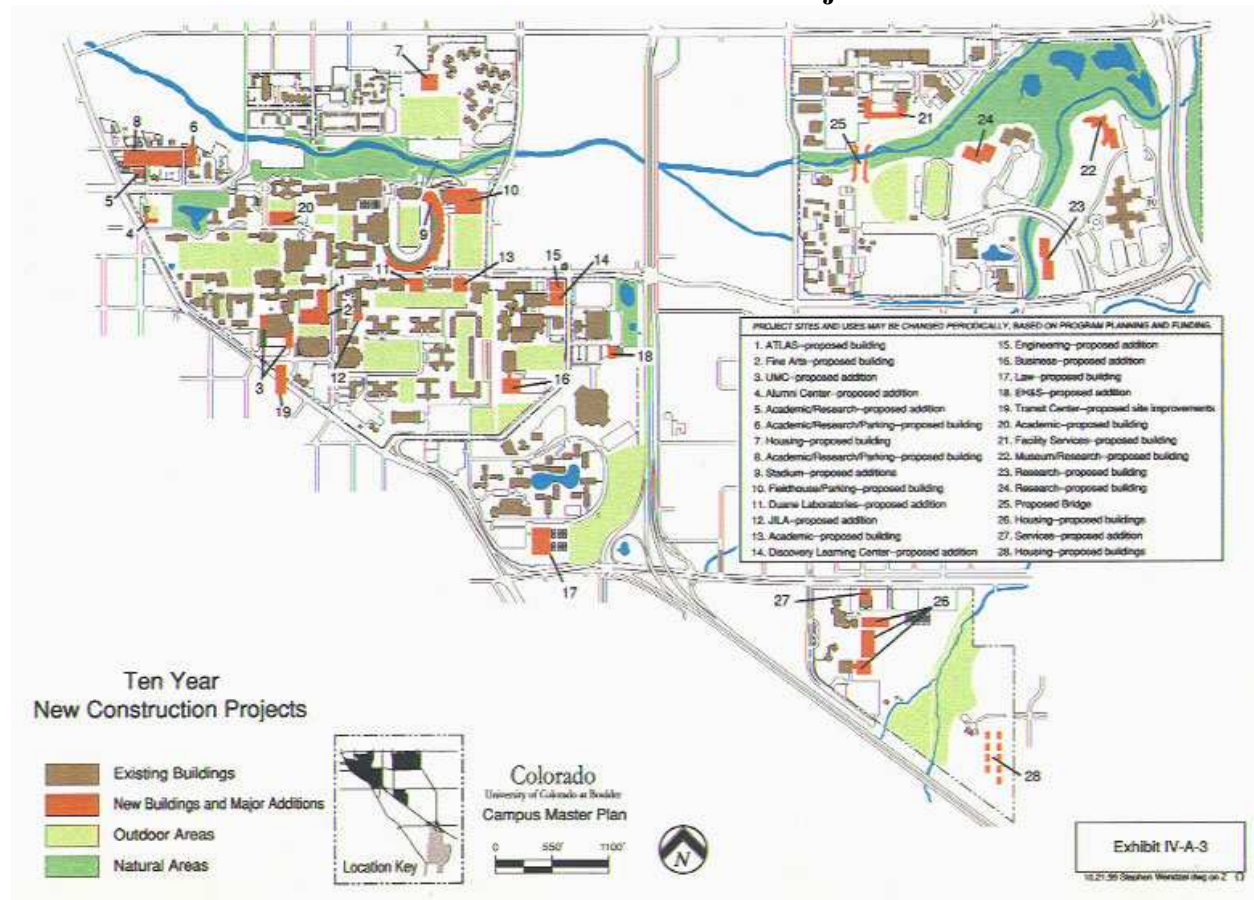 7
8
6
5
4
20
9
10
11
13
15
14
1
2
3
12
19
18
16
17
21
25
24
22
23
27
26
28
PROJECT SITES AND USES MAY BE CHANGED PERIODICALLY, BASED ON PROGRAM PLANNING AND FUNDING.
1. ATLAS–proposed building
2. Fine Arts–proposed building
3. UMC–proposed addition
4. Alumni Center–proposed addition
5. Academic/Research–proposed addition
6. Academic/Research/Parking–proposed building
7. Housing–proposed building
8. Academic/Research/Parking–proposed building
9. Stadium–proposed additions
10. Fieldhouse/Parking–proposed building
11. Duane Laboratories–proposed addition
12. JILA–proposed addition
13. Academic–proposed building
14. Discovery Learning Center–proposed addition
15. Engineering–proposed addition
16. Business–proposed addition
17. Law–proposed building
18. EH&S–proposed addition
19. Transit Center–proposed site improvements
20. Academic–proposed building
21. Facility Services–proposed building
22. Museum/Research–proposed building
23. Research–proposed building
24. Research–proposed building
25. Proposed Bridge
26. Housing–proposed buildings
27. Services–proposed addition
28. Housing–proposed buildings
Ten Year
New Construction Projects
Existing Buildings
New Buildings and Major Additions
Outdoor Areas
Natural Areas
Location Key
Colorado
University of Colorado at Boulder
Campus Master Plan
0 550' 1100'
N
Exhibit IV-A-3